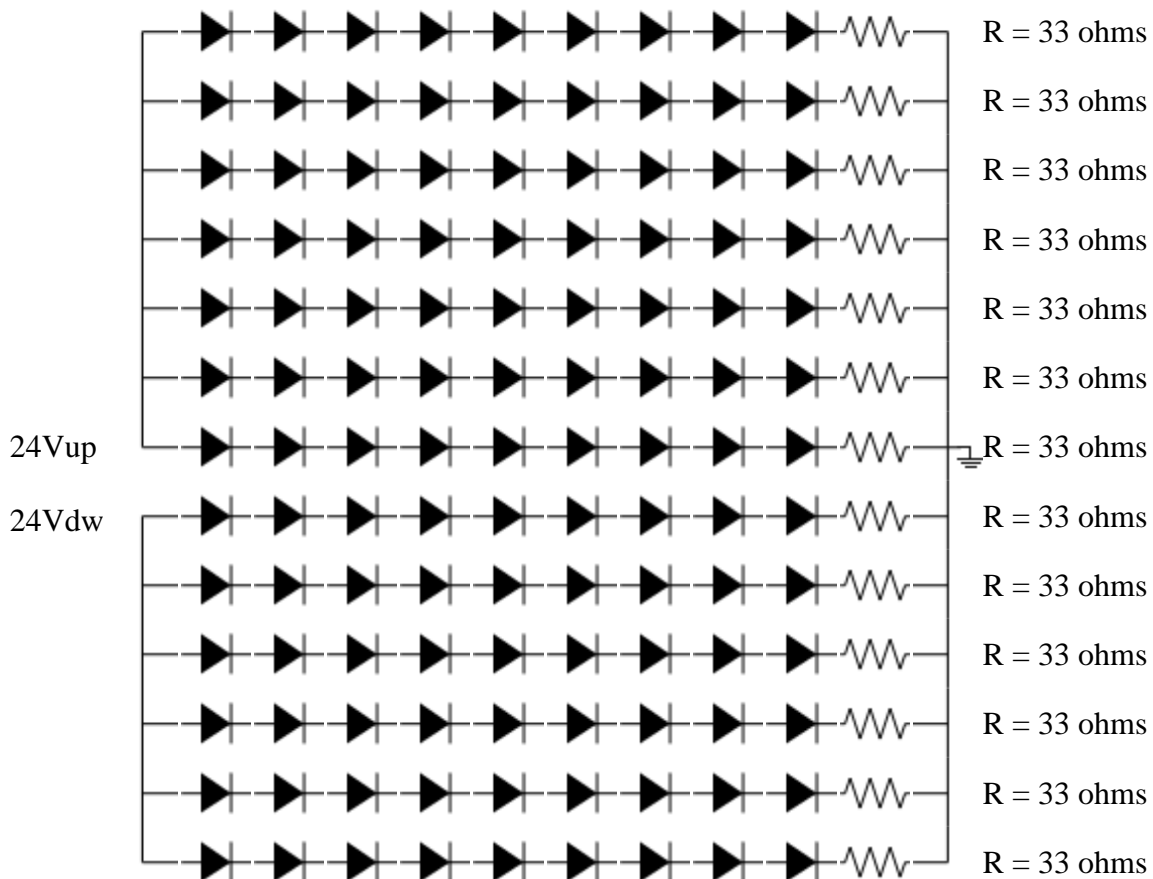 R = 33 ohms
R = 33 ohms
R = 33 ohms
R = 33 ohms
R = 33 ohms
R = 33 ohms
24Vup R = 33 ohms
24Vdw R = 33 ohms
R = 33 ohms
R = 33 ohms
R = 33 ohms
R = 33 ohms
R = 33 ohms